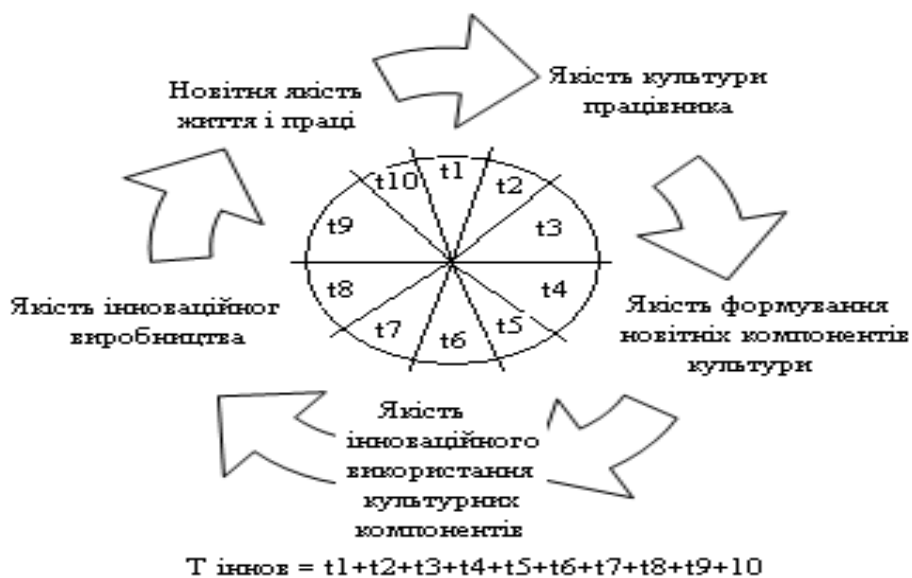 Новітня якість
життя і праці
Якість культури
працівника
t10
t1
t2
t9
t3
t8
t4
t7
t6
t5
Якість інноваційног
виробництва
Якість формування
новітніх компонентів
культури
Якість
інноваційного
використання
культурних
компонентів
Т іннов = t1+t2+t3+t4+t5+t6+t7+t8+t9+10